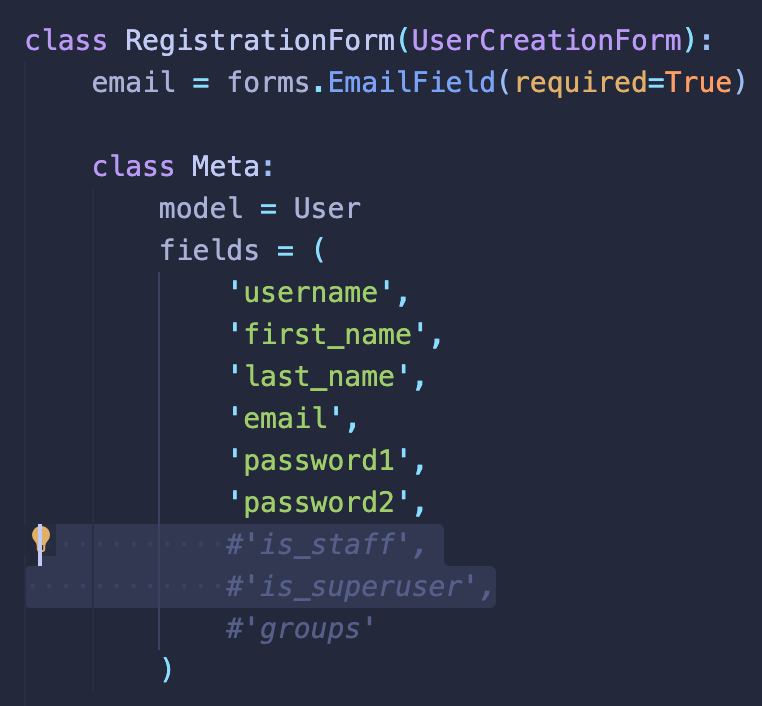 class RegistrationForm(UserCreationForm):
    email = forms.EmailField(required=True)
    class Meta:
        model = User
        fields = (
            'username',
            'first_name',
            'last_name',
            'email',
            'password1',
            'password2',
            #'is_staff',
            #'is_superuser',
            #'groups'
        )